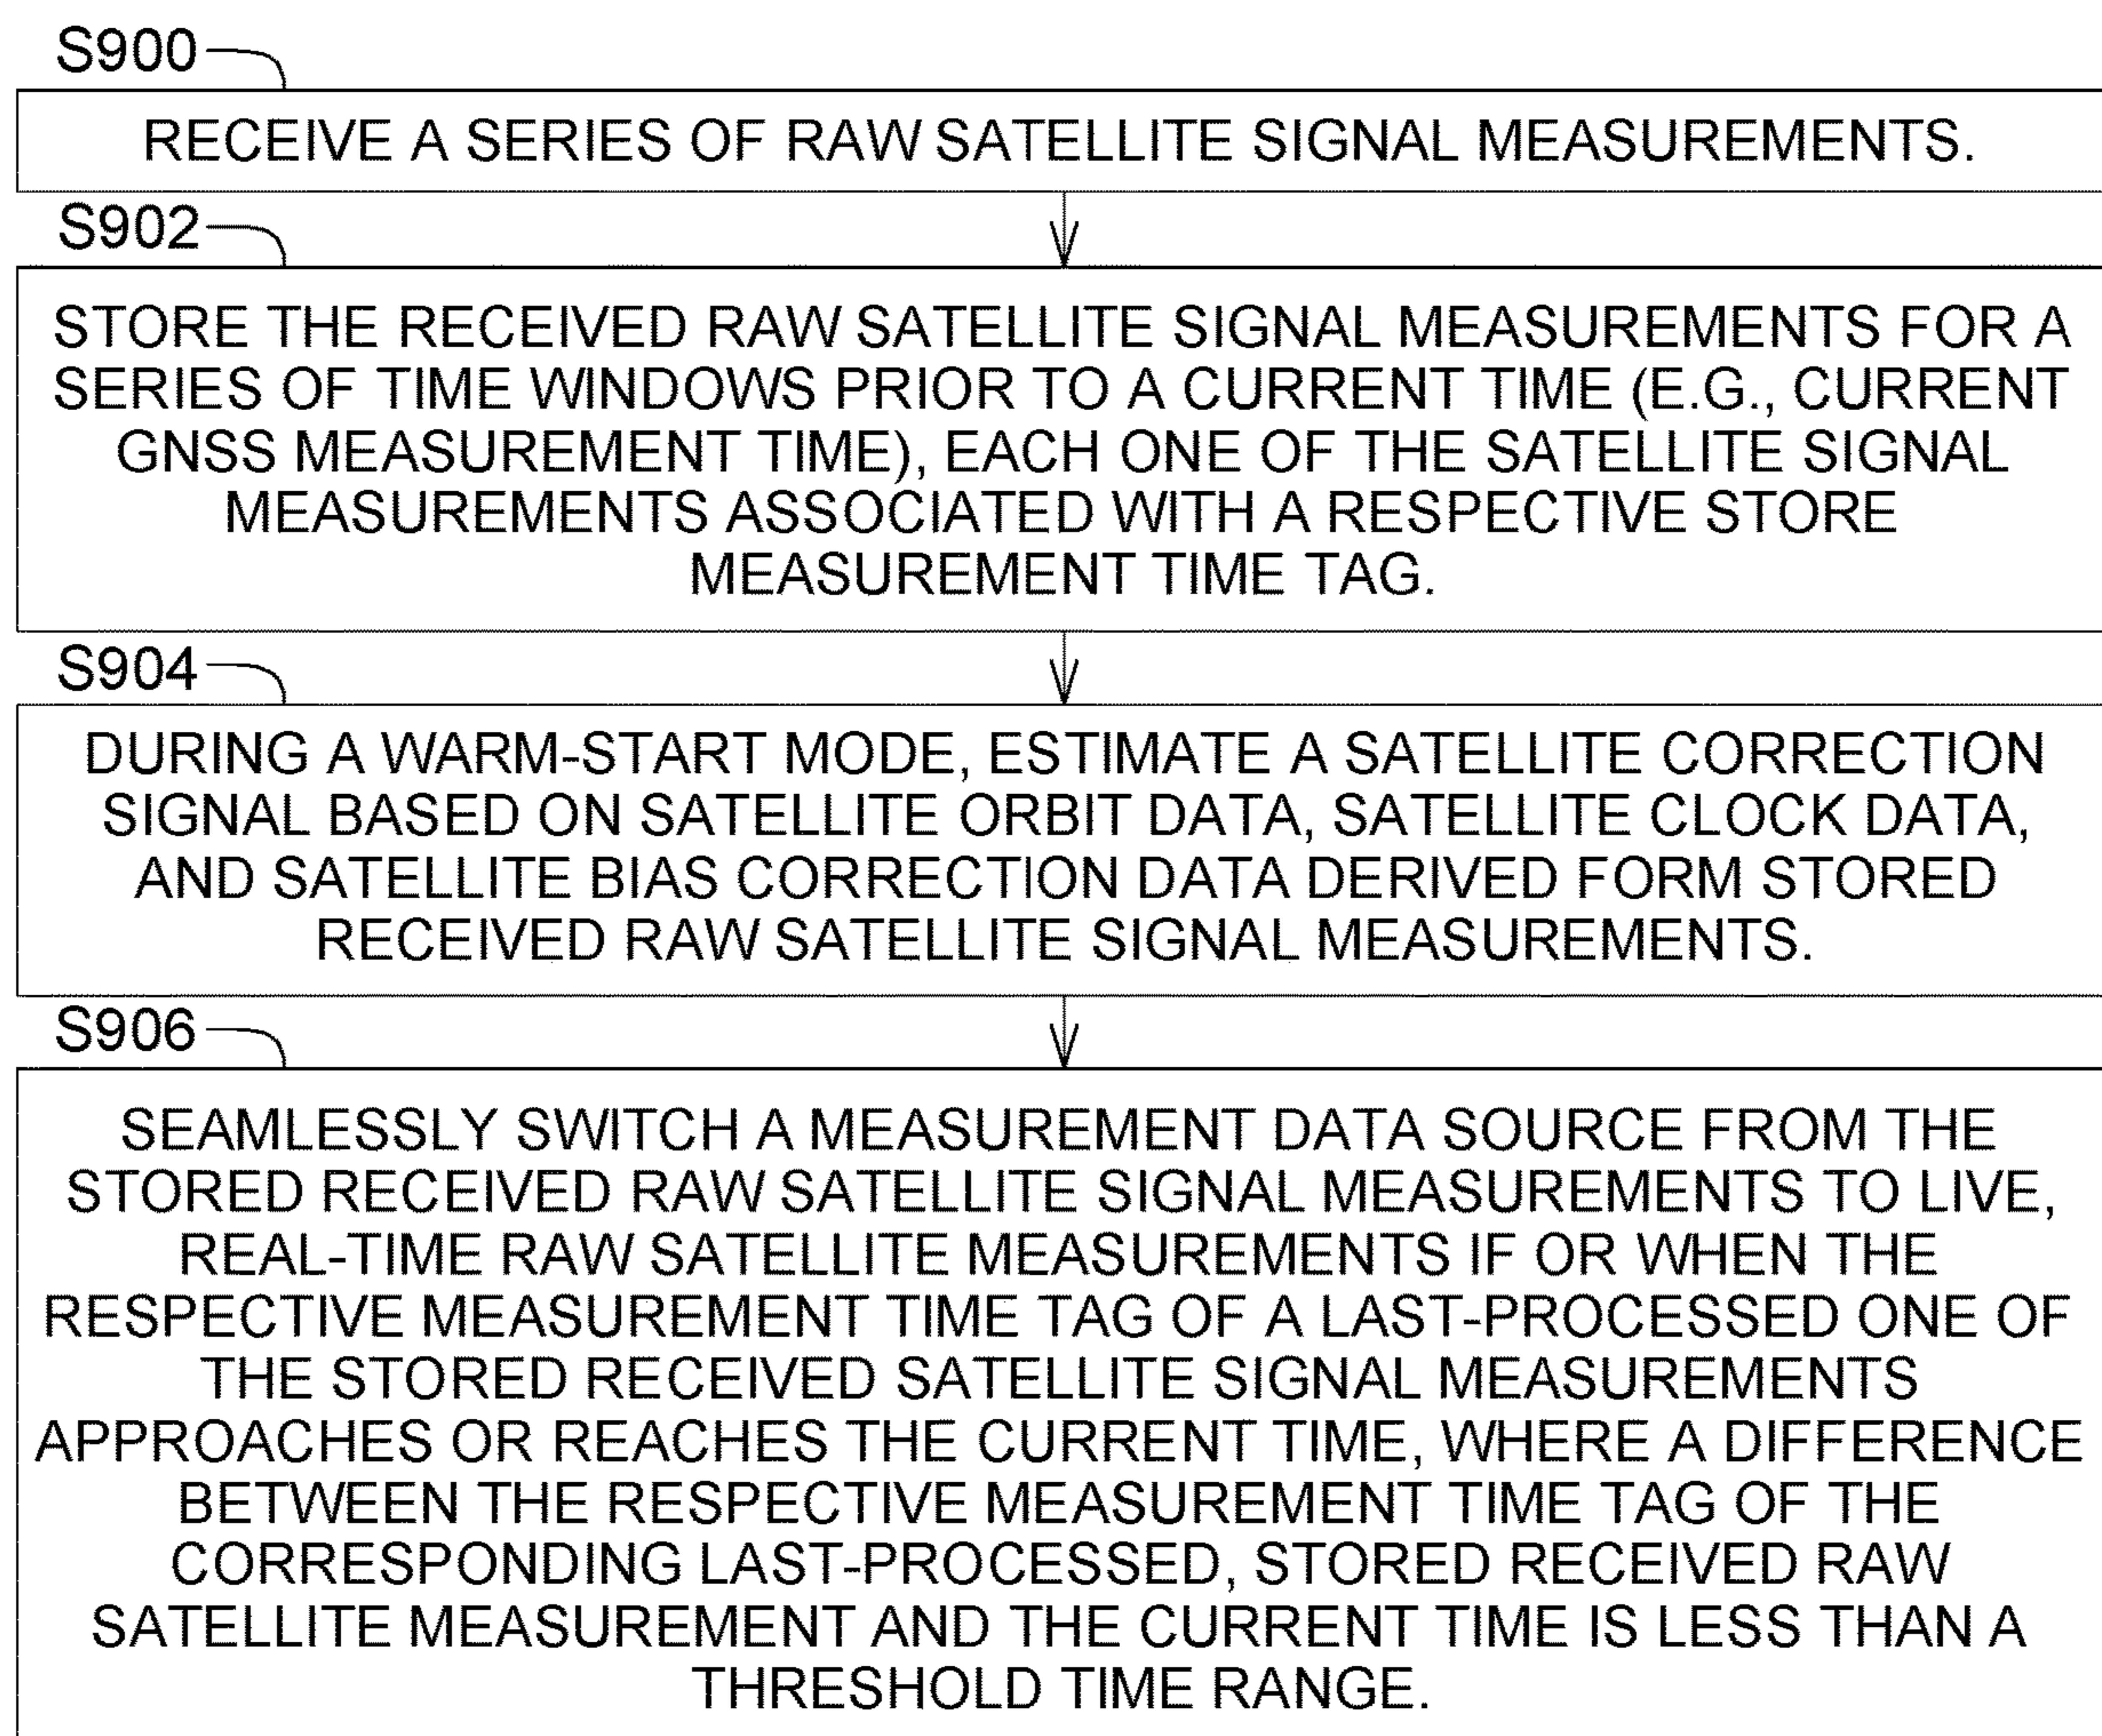 S900
RECEIVE A SERIES OF RAW SATELLITE SIGNAL MEASUREMENTS.
S902
STORE THE RECEIVED RAW SATELLITE SIGNAL MEASUREMENTS FOR A
SERIES OF TIME WINDOWS PRIOR TO A CURRENT TIME (E.G., CURRENT
GNSS MEASUREMENT TIME), EACH ONE OF THE SATELLITE SIGNAL
MEASUREMENTS ASSOCIATED WITH A RESPECTIVE STORE
MEASUREMENT TIME TAG.
S904
DURING A WARM-START MODE, ESTIMATE A SATELLITE CORRECTION
SIGNAL BASED ON SATELLITE ORBIT DATA, SATELLITE CLOCK DATA,
AND SATELLITE BIAS CORRECTION DATA DERIVED FORM STORED
RECEIVED RAW SATELLITE SIGNAL MEASUREMENTS.
S906
SEAMLESSLY SWITCH A MEASUREMENT DATA SOURCE FROM THE
STORED RECEIVED RAW SATELLITE SIGNAL MEASUREMENTS TO LIVE,
REAL-TIME RAW SATELLITE MEASUREMENTS IF OR WHEN THE
RESPECTIVE MEASUREMENT TIME TAG OF A LAST-PROCESSED ONE OF
THE STORED RECEIVED SATELLITE SIGNAL MEASUREMENTS
APPROACHES OR REACHES THE CURRENT TIME, WHERE A DIFFERENCE
BETWEEN THE RESPECTIVE MEASUREMENT TIME TAG OF THE
CORRESPONDING LAST-PROCESSED, STORED RECEIVED RAW
SATELLITE MEASUREMENT AND THE CURRENT TIME IS LESS THAN A
THRESHOLD TIME RANGE.